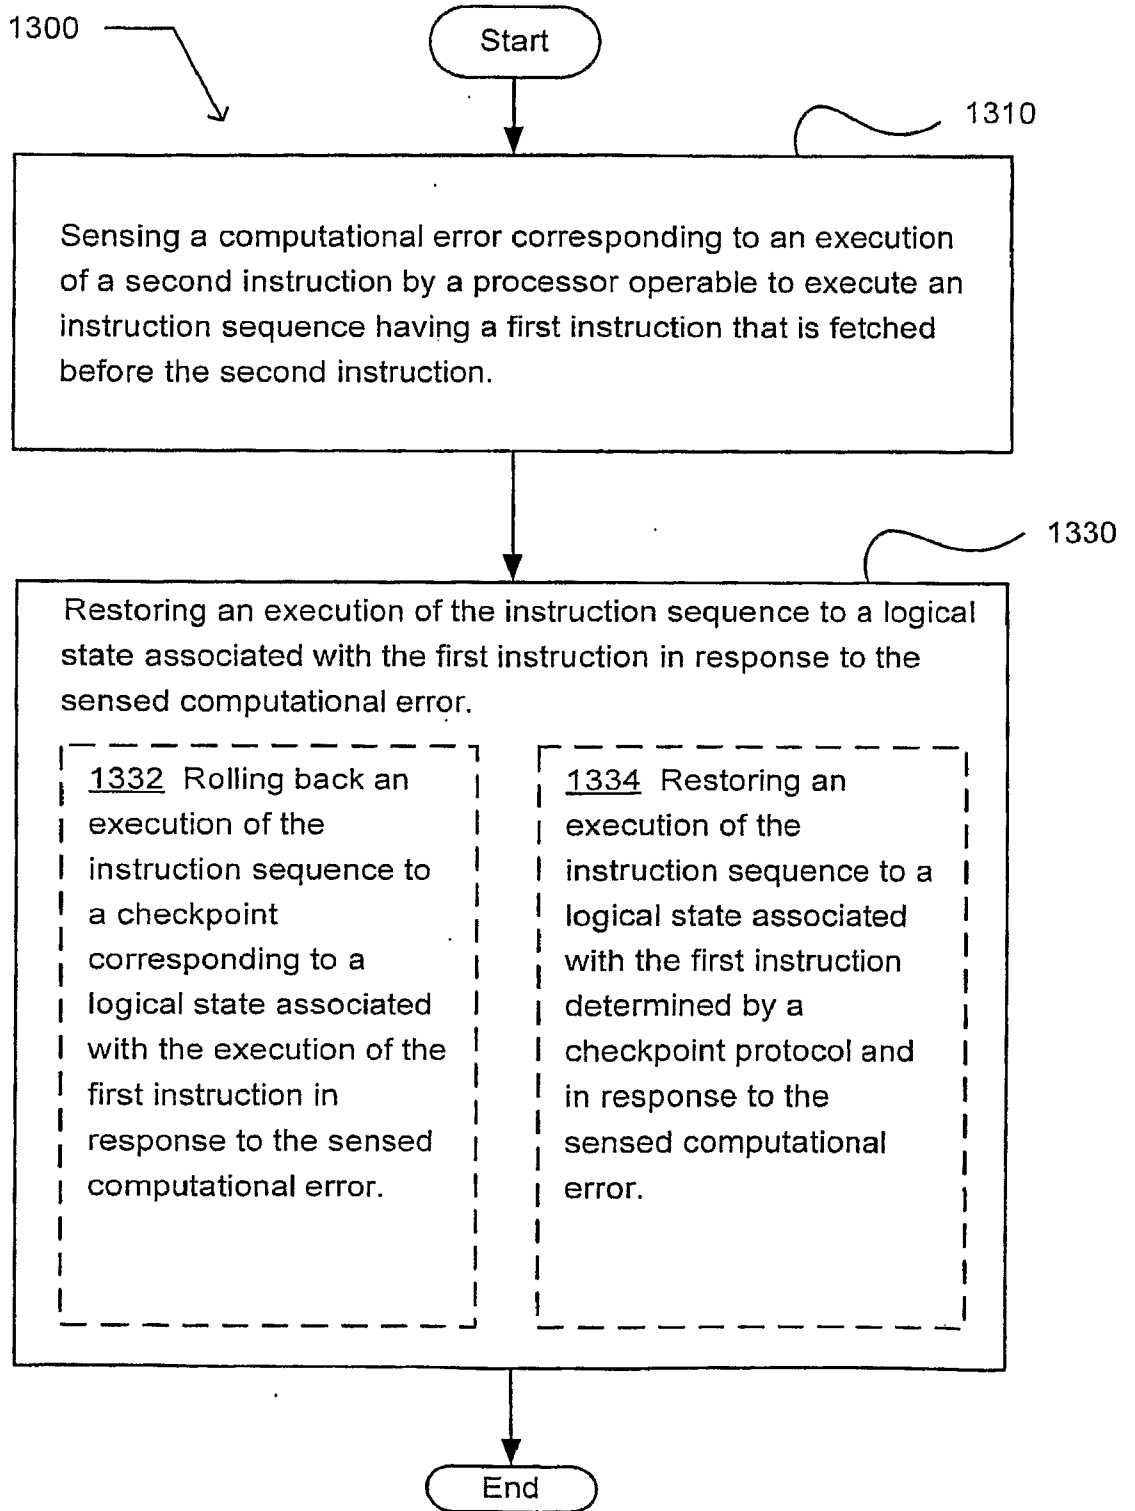 1300
Start
1310
Sensing a computational error corresponding to an execution
of a second instruction by a processor operable to execute an
instruction sequence having a first instruction that is fetched
before the second instruction.
1330
Restoring an execution of the instruction sequence to a logical
state associated with the first instruction in response to the
sensed computational error.
1332 Rolling back an
execution of the
instruction sequence to
a checkpoint
corresponding to a
logical state associated
with the execution of the
first instruction in
response to the sensed
computational error.
1334 Restoring an
execution of the
instruction sequence to a
logical state associated
with the first instruction
determined by a
checkpoint protocol and
in response to the
sensed computational
error.
End